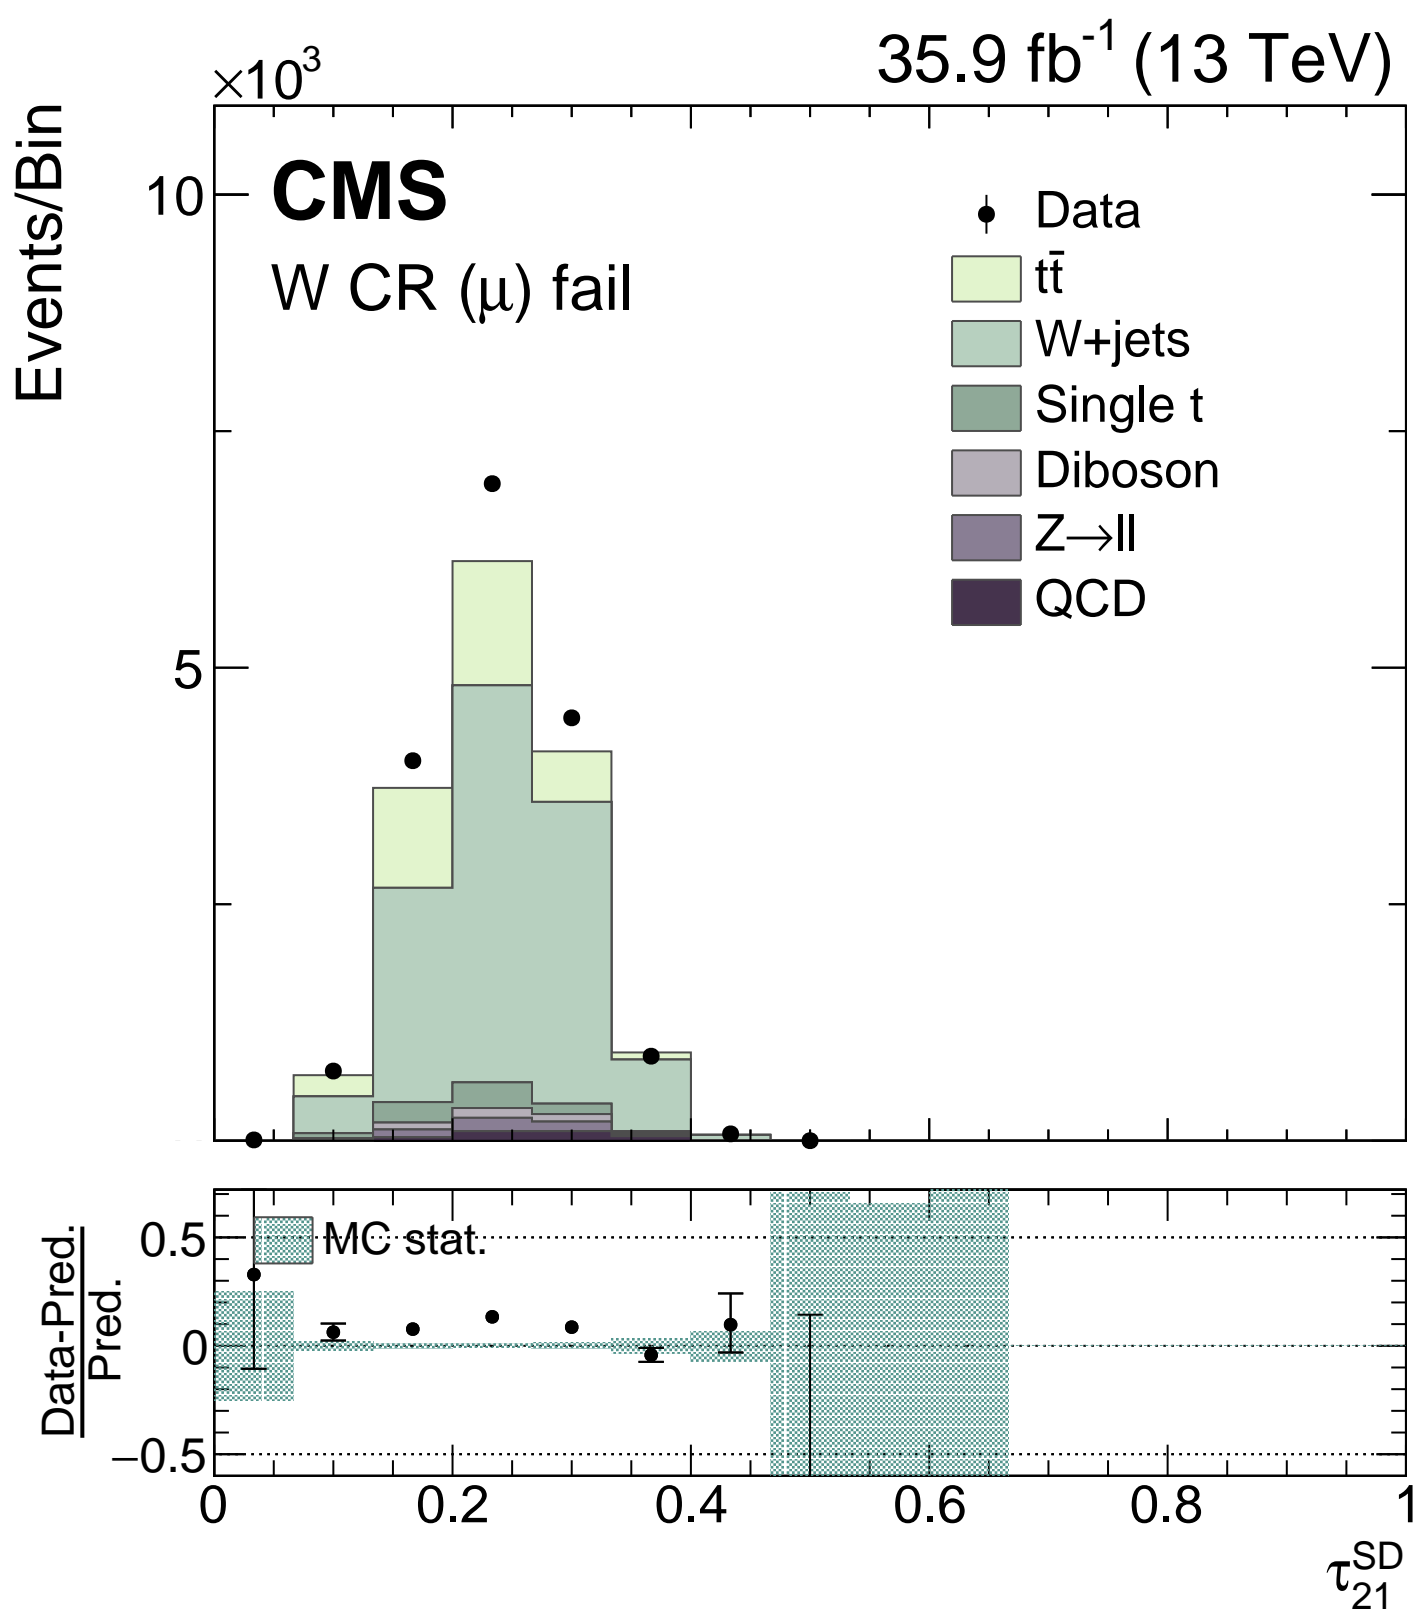 ×10³
35.9 fb⁻¹ (13 TeV)
Events/Bin
CMS
W CR (μ) fail
Data
tt̄
W+jets
Single t
Diboson
Z→ll
QCD
10
5
Data-Pred.
Pred.
MC stat.
0.5
0
−0.5
0 0.2 0.4 0.6 0.8 1
τ₂₁^SD